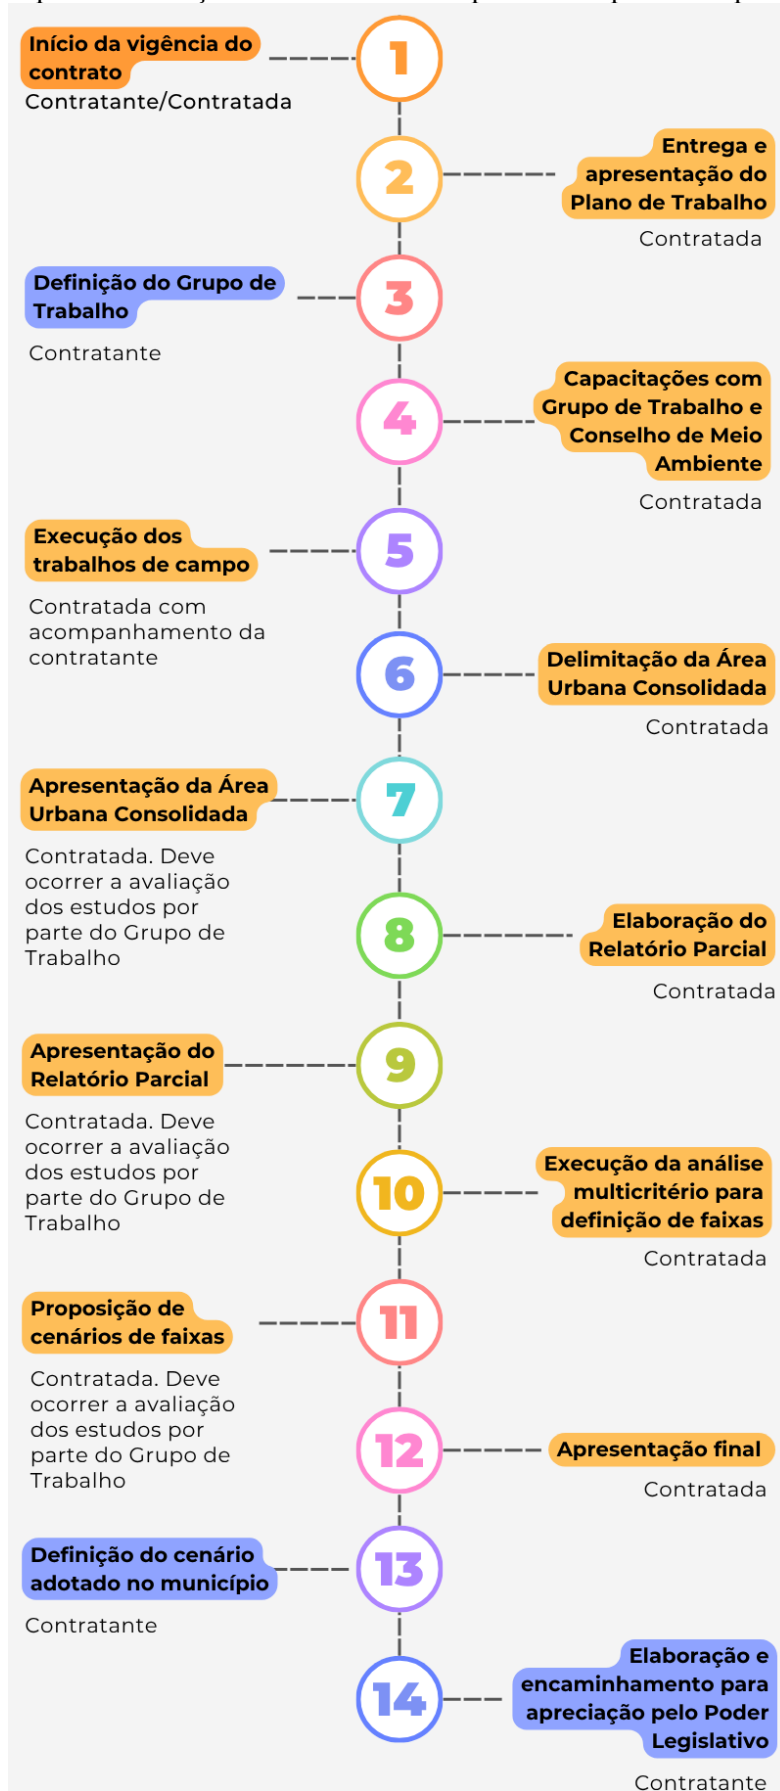 Início da vigência do
contrato
Contratante/Contratada
1
2
Entrega e
apresentação do
Plano de Trabalho
Contratada
Definição do Grupo de
Trabalho
Contratante
3
4
Capacitações com
Grupo de Trabalho e
Conselho de Meio
Ambiente
Contratada
Execução dos
trabalhos de campo
Contratada com
acompanhamento da
contratante
5
6
Delimitação da Área
Urbana Consolidada
Contratada
Apresentação da Área
Urbana Consolidada
Contratada. Deve
ocorrer a avaliação
dos estudos por
parte do Grupo de
Trabalho
7
8
Elaboração do
Relatório Parcial
Contratada
Apresentação do
Relatório Parcial
Contratada. Deve
ocorrer a avaliação
dos estudos por
parte do Grupo de
Trabalho
9
10
Execução da análise
multicritério para
definição de faixas
Contratada
Proposição de
cenários de faixas
Contratada. Deve
ocorrer a avaliação
dos estudos por
parte do Grupo de
Trabalho
11
12
Apresentação final
Contratada
Definição do cenário
adotado no município
Contratante
13
14
Elaboração e
encaminhamento para
apreciação pelo Poder
Legislativo
Contratante